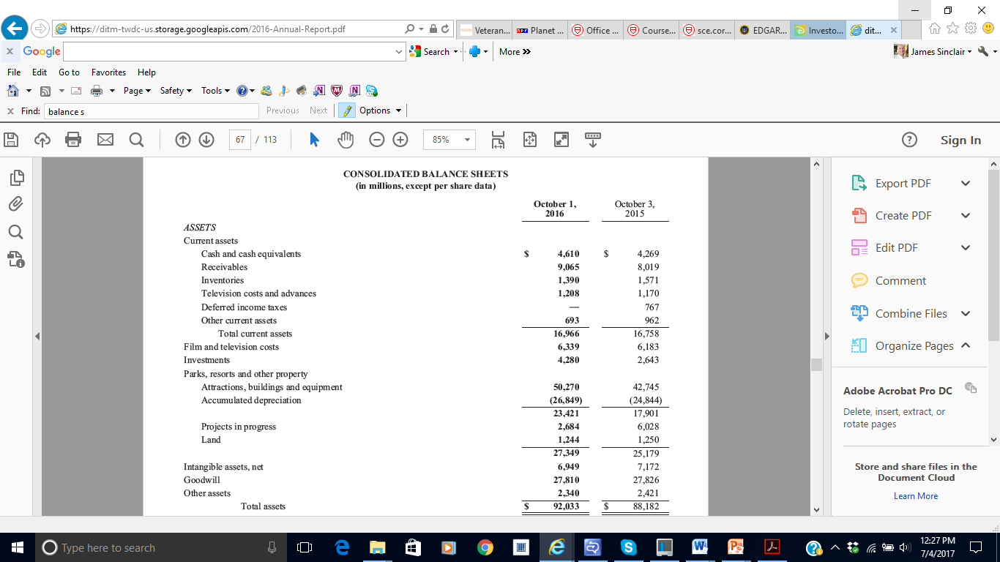 https://ditm-twdc-us.storage.googleapis.com/2016-Annual-Report.pdf Veteran... Planet ... Office ... Course... sce.cor... EDGAR... Investo... dit...
x Google Search More » James Sinclair
File Edit Go to Favorites Help
Page Safety Tools
x Find: balance s Previous Next Options
67 / 113 85% Sign In
CONSOLIDATED BALANCE SHEETS
(in millions, except per share data)
October 1, 2016 October 3, 2015
ASSETS
Current assets
Cash and cash equivalents $ 4,610 $ 4,269
Receivables 9,065 8,019
Inventories 1,390 1,571
Television costs and advances 1,208 1,170
Deferred income taxes — 767
Other current assets 693 962
Total current assets 16,966 16,758
Film and television costs 6,339 6,183
Investments 4,280 2,643
Parks, resorts and other property
Attractions, buildings and equipment 50,270 42,745
Accumulated depreciation (26,849) (24,844)
23,421 17,901
Projects in progress 2,684 6,028
Land 1,244 1,250
27,349 25,179
Intangible assets, net 6,949 7,172
Goodwill 27,810 27,826
Other assets 2,340 2,421
Total assets $ 92,033 $ 88,182
Export PDF
Create PDF
Edit PDF
Comment
Combine Files
Organize Pages
Adobe Acrobat Pro DC
Delete, insert, extract, or
rotate pages
Store and share files in the
Document Cloud
Learn More
Type here to search
12:27 PM
7/4/2017